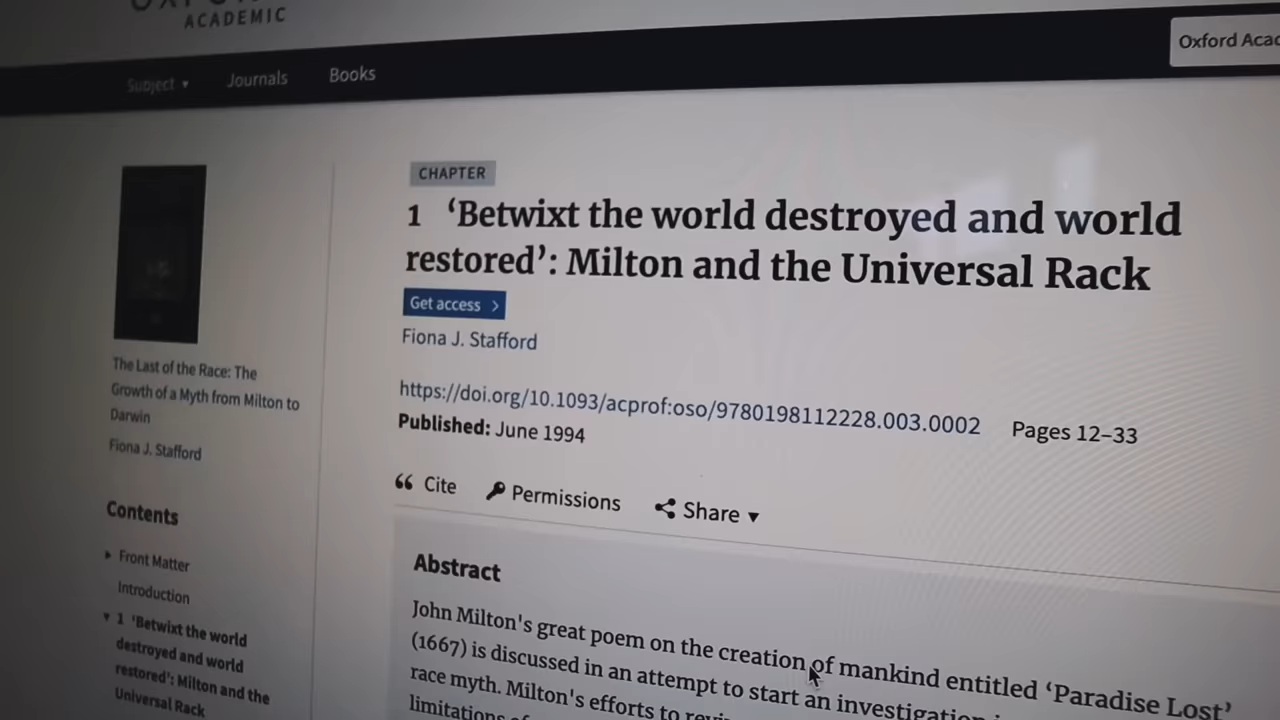 ACADEMIC
Subject
Journals
Books
Oxford
CHAPTER
1 ‘Betwixt the world destroyed and world
restored’: Milton and the Universal Rack
Get access
Fiona J. Stafford
https://doi.org/10.1093/acprof:oso/9780198112228.003.0002
Pages 12–33
Published: June 1994
Cite
Permissions
Share
Abstract
John Milton's great poem on the creation of mankind entitled ‘Paradise Lost’
(1667) is discussed in an attempt to start an investigation
race myth. Milton's efforts to
limitations of
The Last of the Race: The
Growth of a Myth from Milton to
Darwin
Fiona J. Stafford
Contents
Front Matter
Introduction
1 ‘Betwixt the world
destroyed and world
restored’: Milton and the
Universal Rack